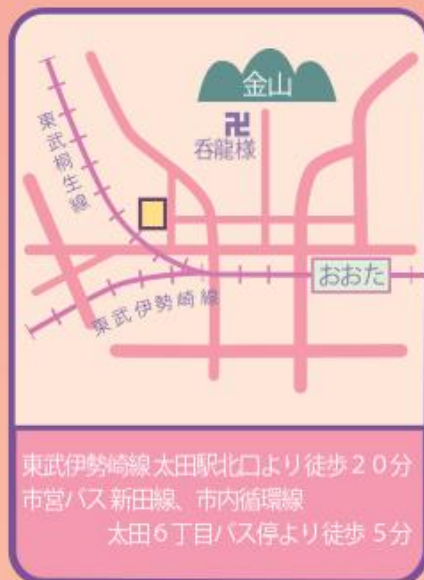 金山
卍
呑龍様
東武桐生線
おおた
東武伊勢崎線
東武伊勢崎線 太田駅北口より徒歩２０分
市営バス 新田線、市内循環線
太田６丁目バス停より徒歩 ５分